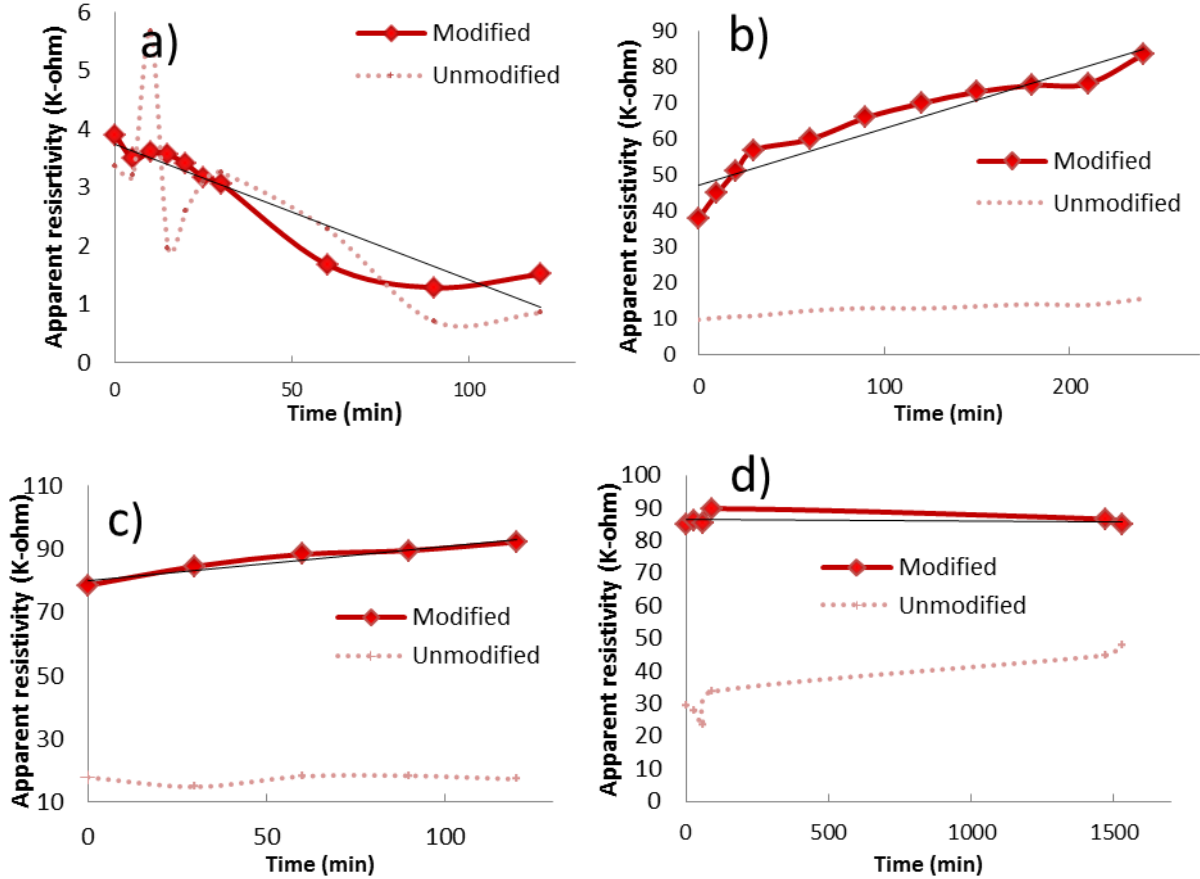 a)
Apparent resisrtivity (K-ohm)
6
5
4
3
2
1
0
0
50
100
Time (min)
Modified
Unmodified
b)
Apparent resistivity (K-ohm)
90
80
70
60
50
40
30
20
10
0
0
100
200
Time (min)
Modified
Unmodified
c)
Apparent resistivity (K-ohm)
110
90
70
50
30
10
0
50
100
Time (min)
Modified
Unmodified
d)
Apparent resistivity (K-ohm)
100
90
80
70
60
50
40
30
20
10
0
0
500
1000
1500
Time (min)
Modified
Unmodified